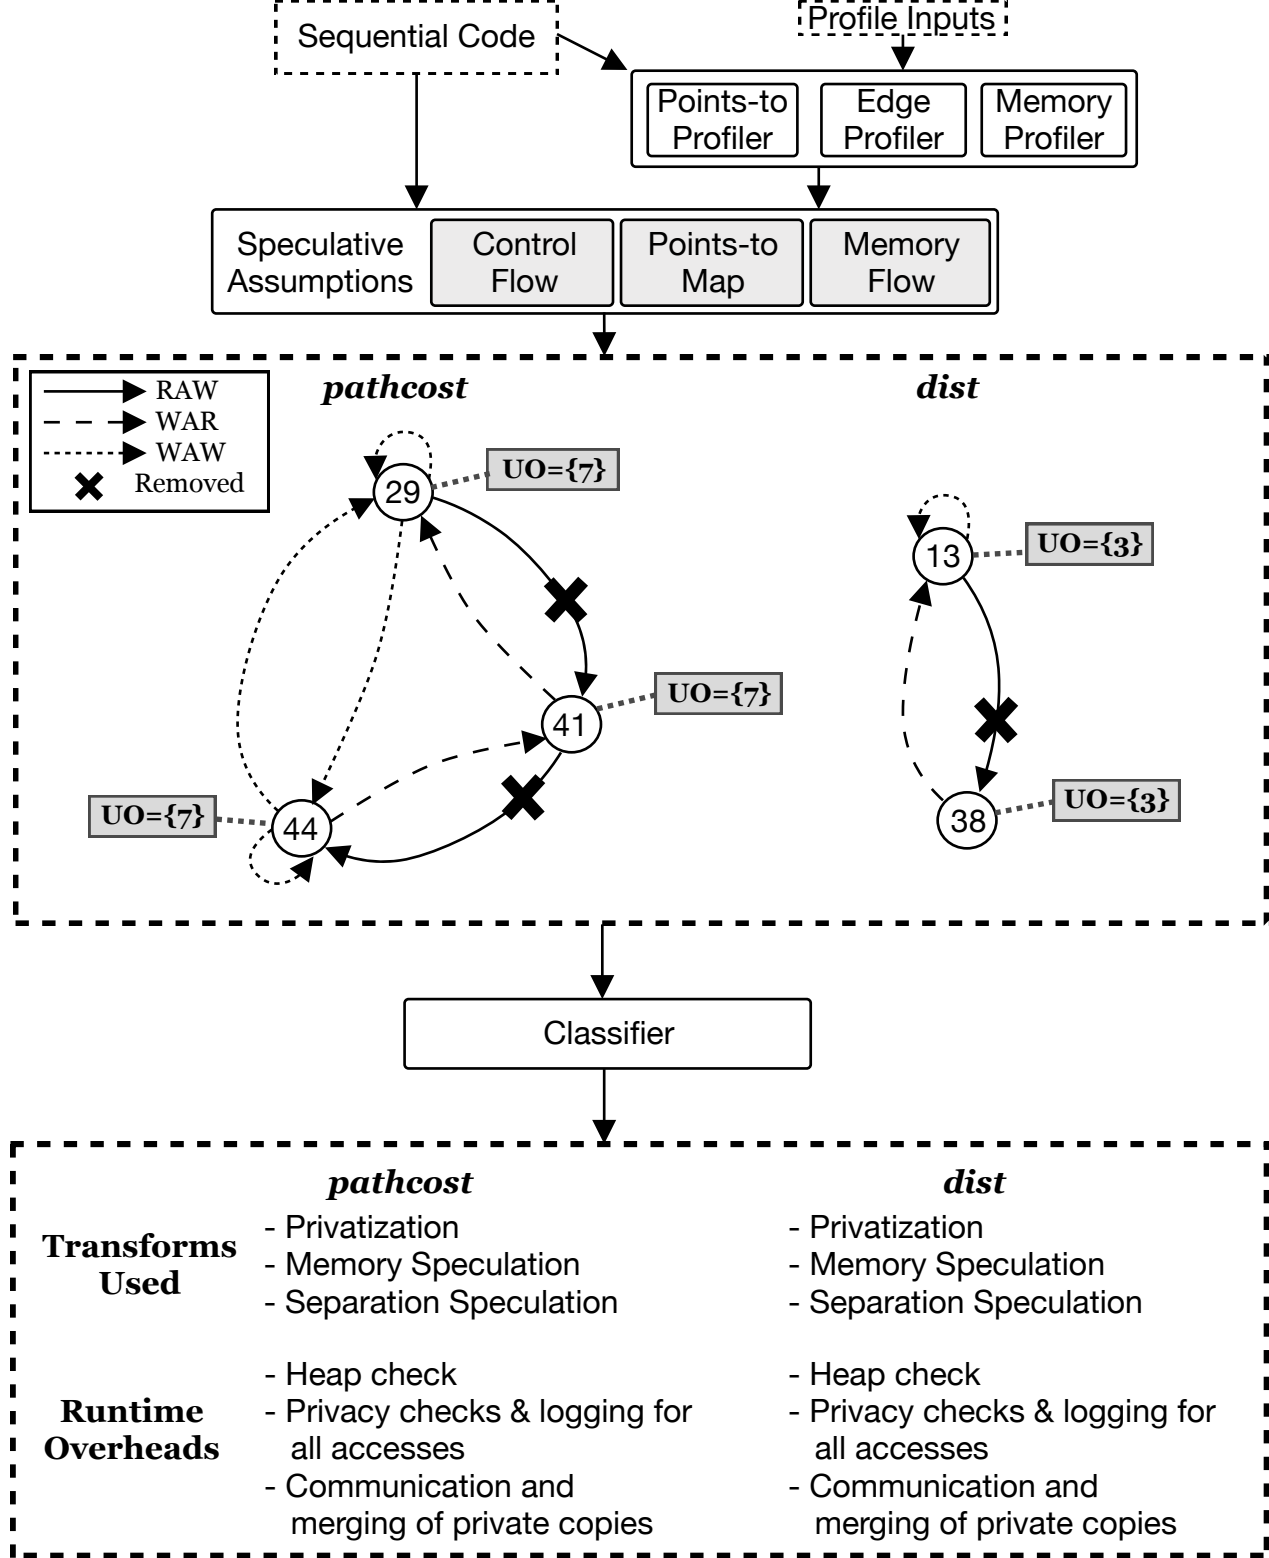 Sequential Code
Profile Inputs
Points-to
Profiler
Edge
Profiler
Memory
Profiler
Speculative
Assumptions
Control
Flow
Points-to
Map
Memory
Flow
RAW
WAR
WAW
Removed
pathcost
dist
29
UO={7}
13
UO={3}
41
UO={7}
44
UO={7}
38
UO={3}
Classifier
pathcost
dist
Transforms
Used
- Privatization
- Memory Speculation
- Separation Speculation
- Privatization
- Memory Speculation
- Separation Speculation
Runtime
Overheads
- Heap check
- Privacy checks & logging for
all accesses
- Communication and
merging of private copies
- Heap check
- Privacy checks & logging for
all accesses
- Communication and
merging of private copies